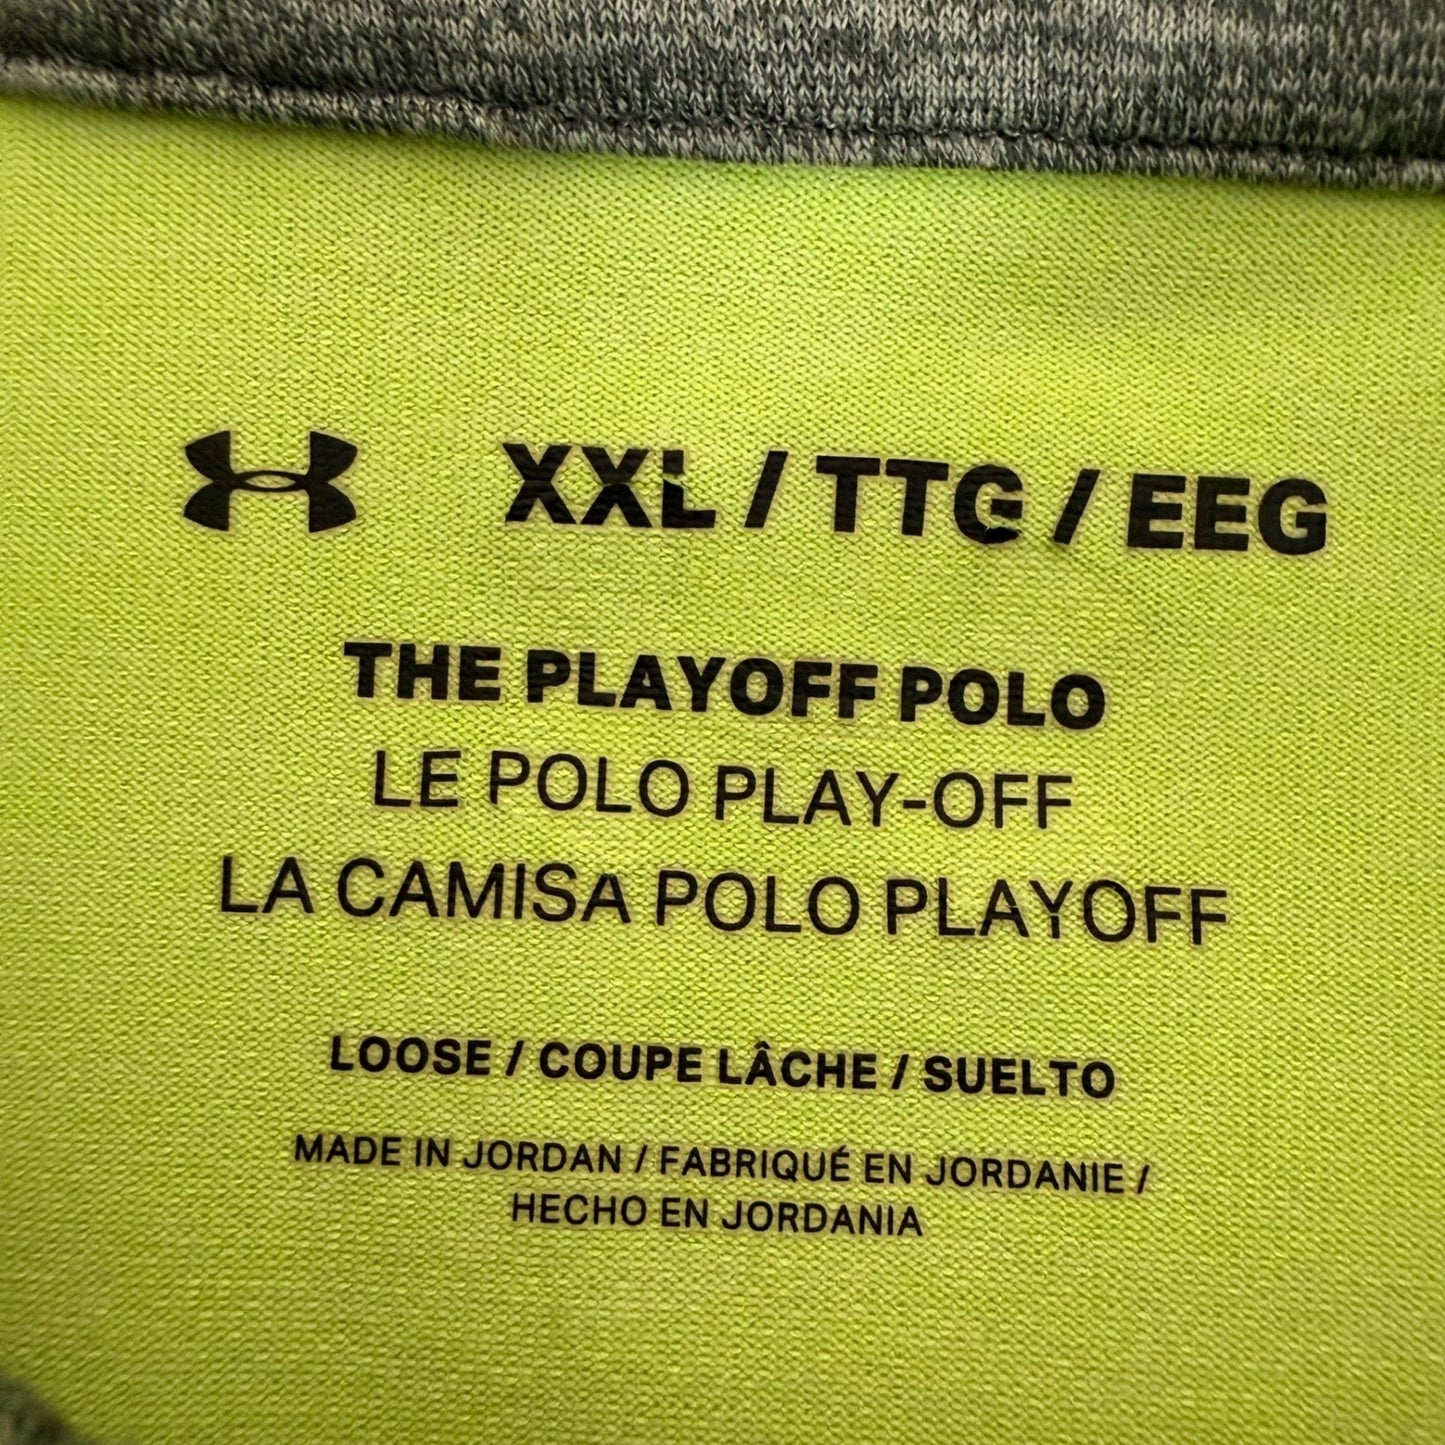 XXL / TTG / EEG
THE PLAYOFF POLO
LE POLO PLAY-OFF
LA CAMISA POLO PLAYOFF
LOOSE / COUPE LÂCHE / SUELTO
MADE IN JORDAN / FABRIQUÉ EN JORDANIE /
HECHO EN JORDANIA